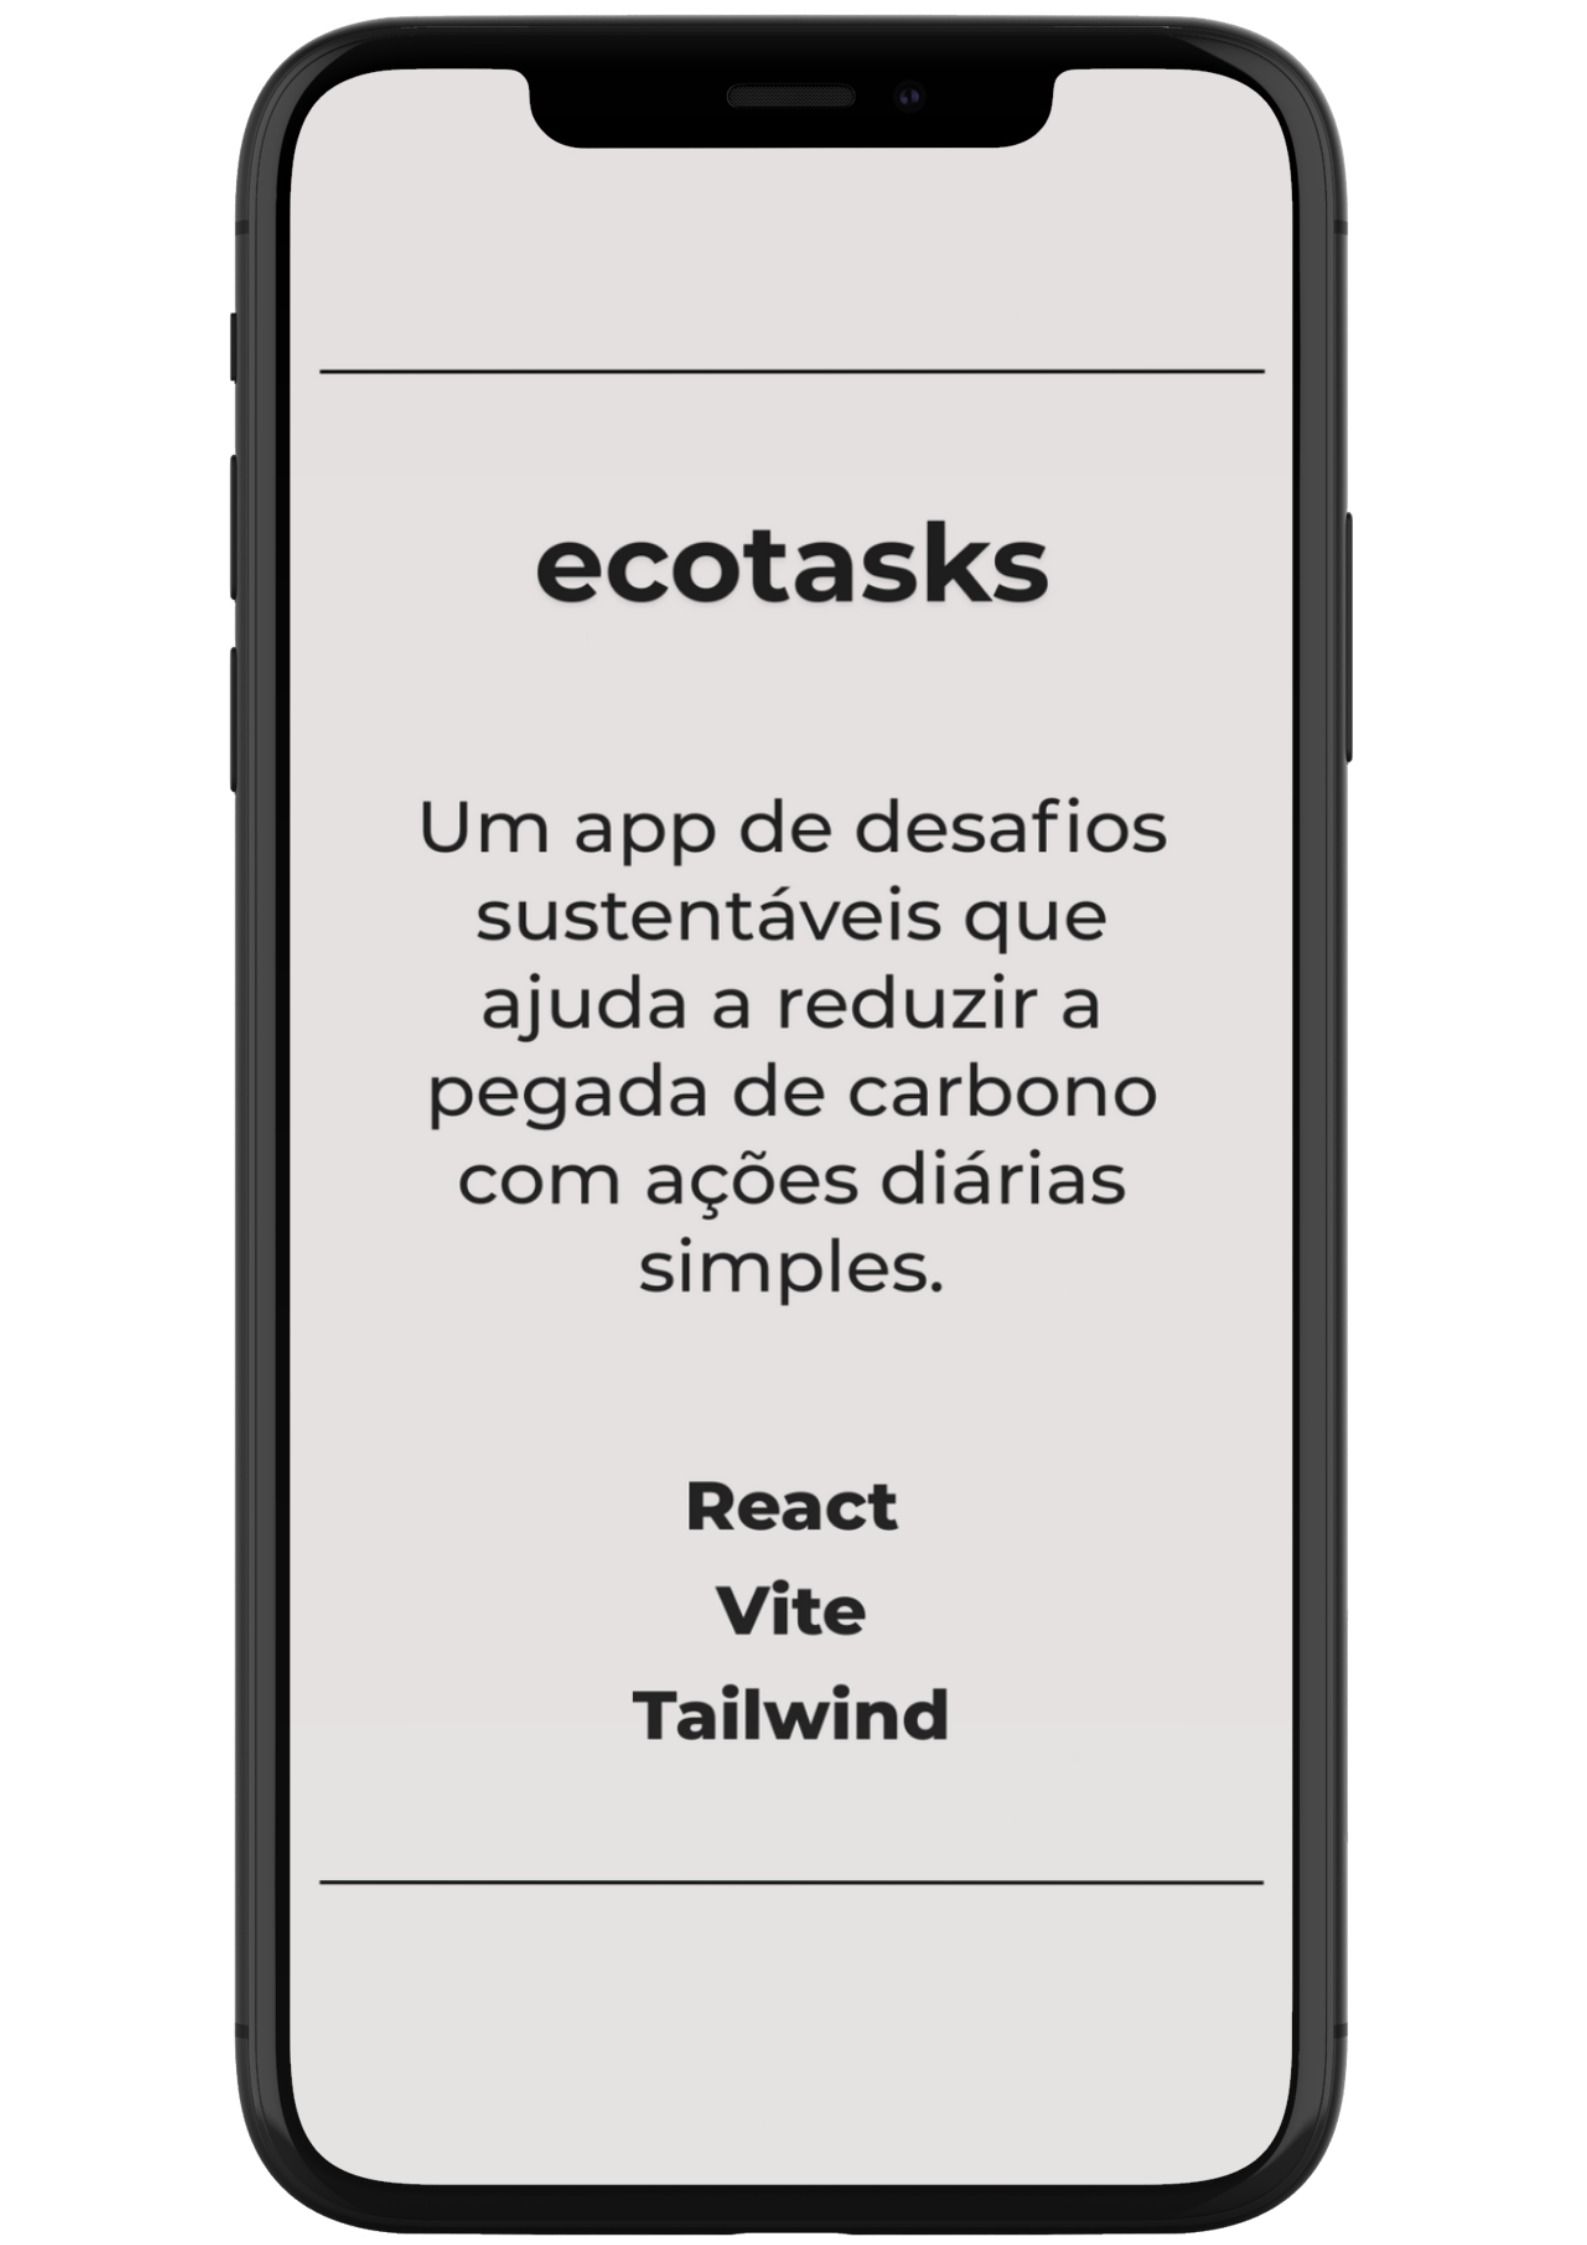 ecotasks
Um app de desafios
sustentáveis que
ajuda a reduzir a
pegada de carbono
com ações diárias
simples.
React
Vite
Tailwind